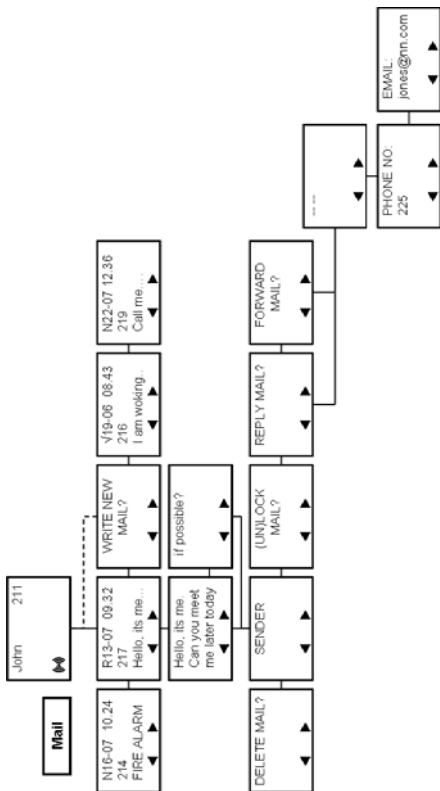 Mail
John 211
N16-07 10.24
214
FIRE ALARM
R13-07 09.32
217
Hello, its me...
WRITE NEW
MAIL?
√19-06 08.43
216
I am woking..
N22-07 12.36
219
Call me....
Hello, its me.
Can you meet
me later today
if possible?
DELETE MAIL?
SENDER
(UN)LOCK
MAIL?
REPLY MAIL?
FORWARD
MAIL?
_ _
PHONE NO:
225
EMAIL:
jones@nn.com